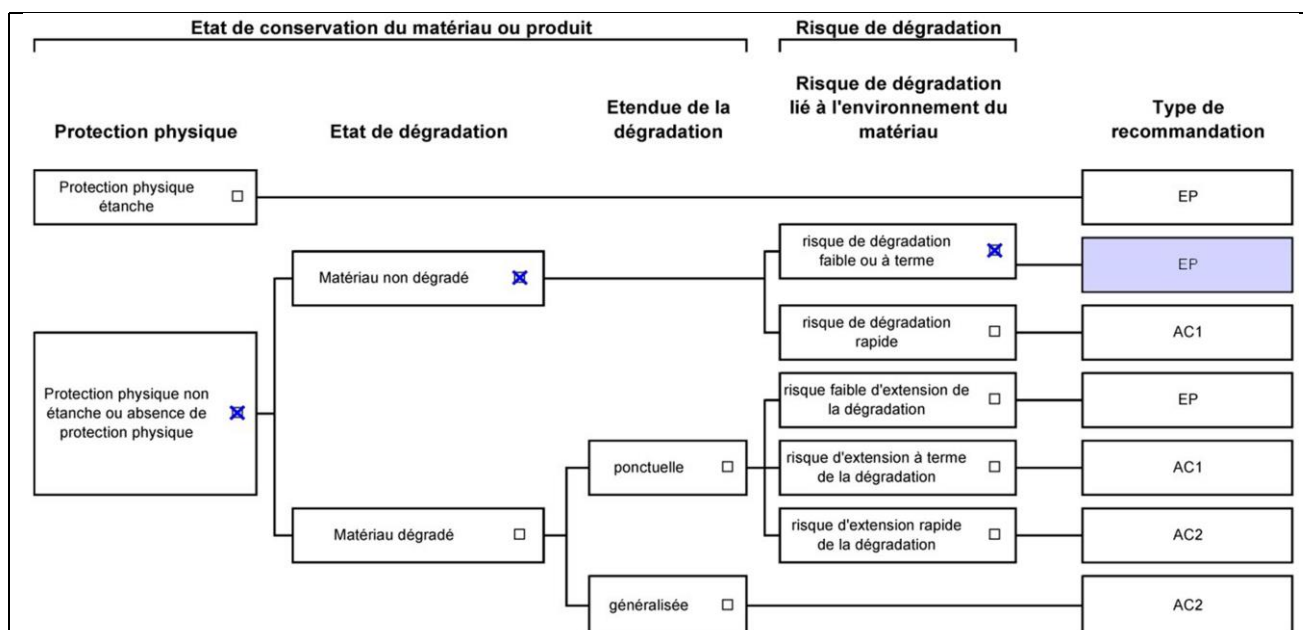 Etat de conservation du matériau ou produit
Risque de dégradation
Protection physique
Etat de dégradation
Etendue de la
dégradation
Risque de dégradation
lié à l'environnement du
matériau
Type de
recommandation
Protection physique
étanche
EP
risque de dégradation
faible ou à terme
EP
Matériau non dégradé
risque de dégradation
rapide
AC1
Protection physique non
étanche ou absence de
protection physique
risque faible d'extension de
la dégradation
EP
ponctuelle
risque d'extension à terme
de la dégradation
AC1
Matériau dégradé
risque d'extension rapide
de la dégradation
AC2
généralisée
AC2